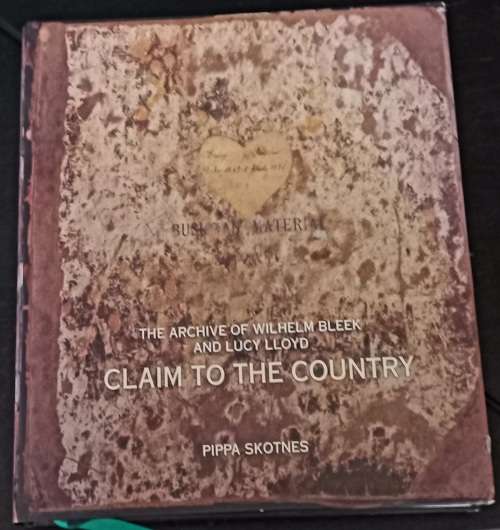 BUSHMAN MATERIAL
THE ARCHIVE OF WILHELM BLEEK
AND LUCY LLOYD
CLAIM TO THE COUNTRY
PIPPA SKOTNES